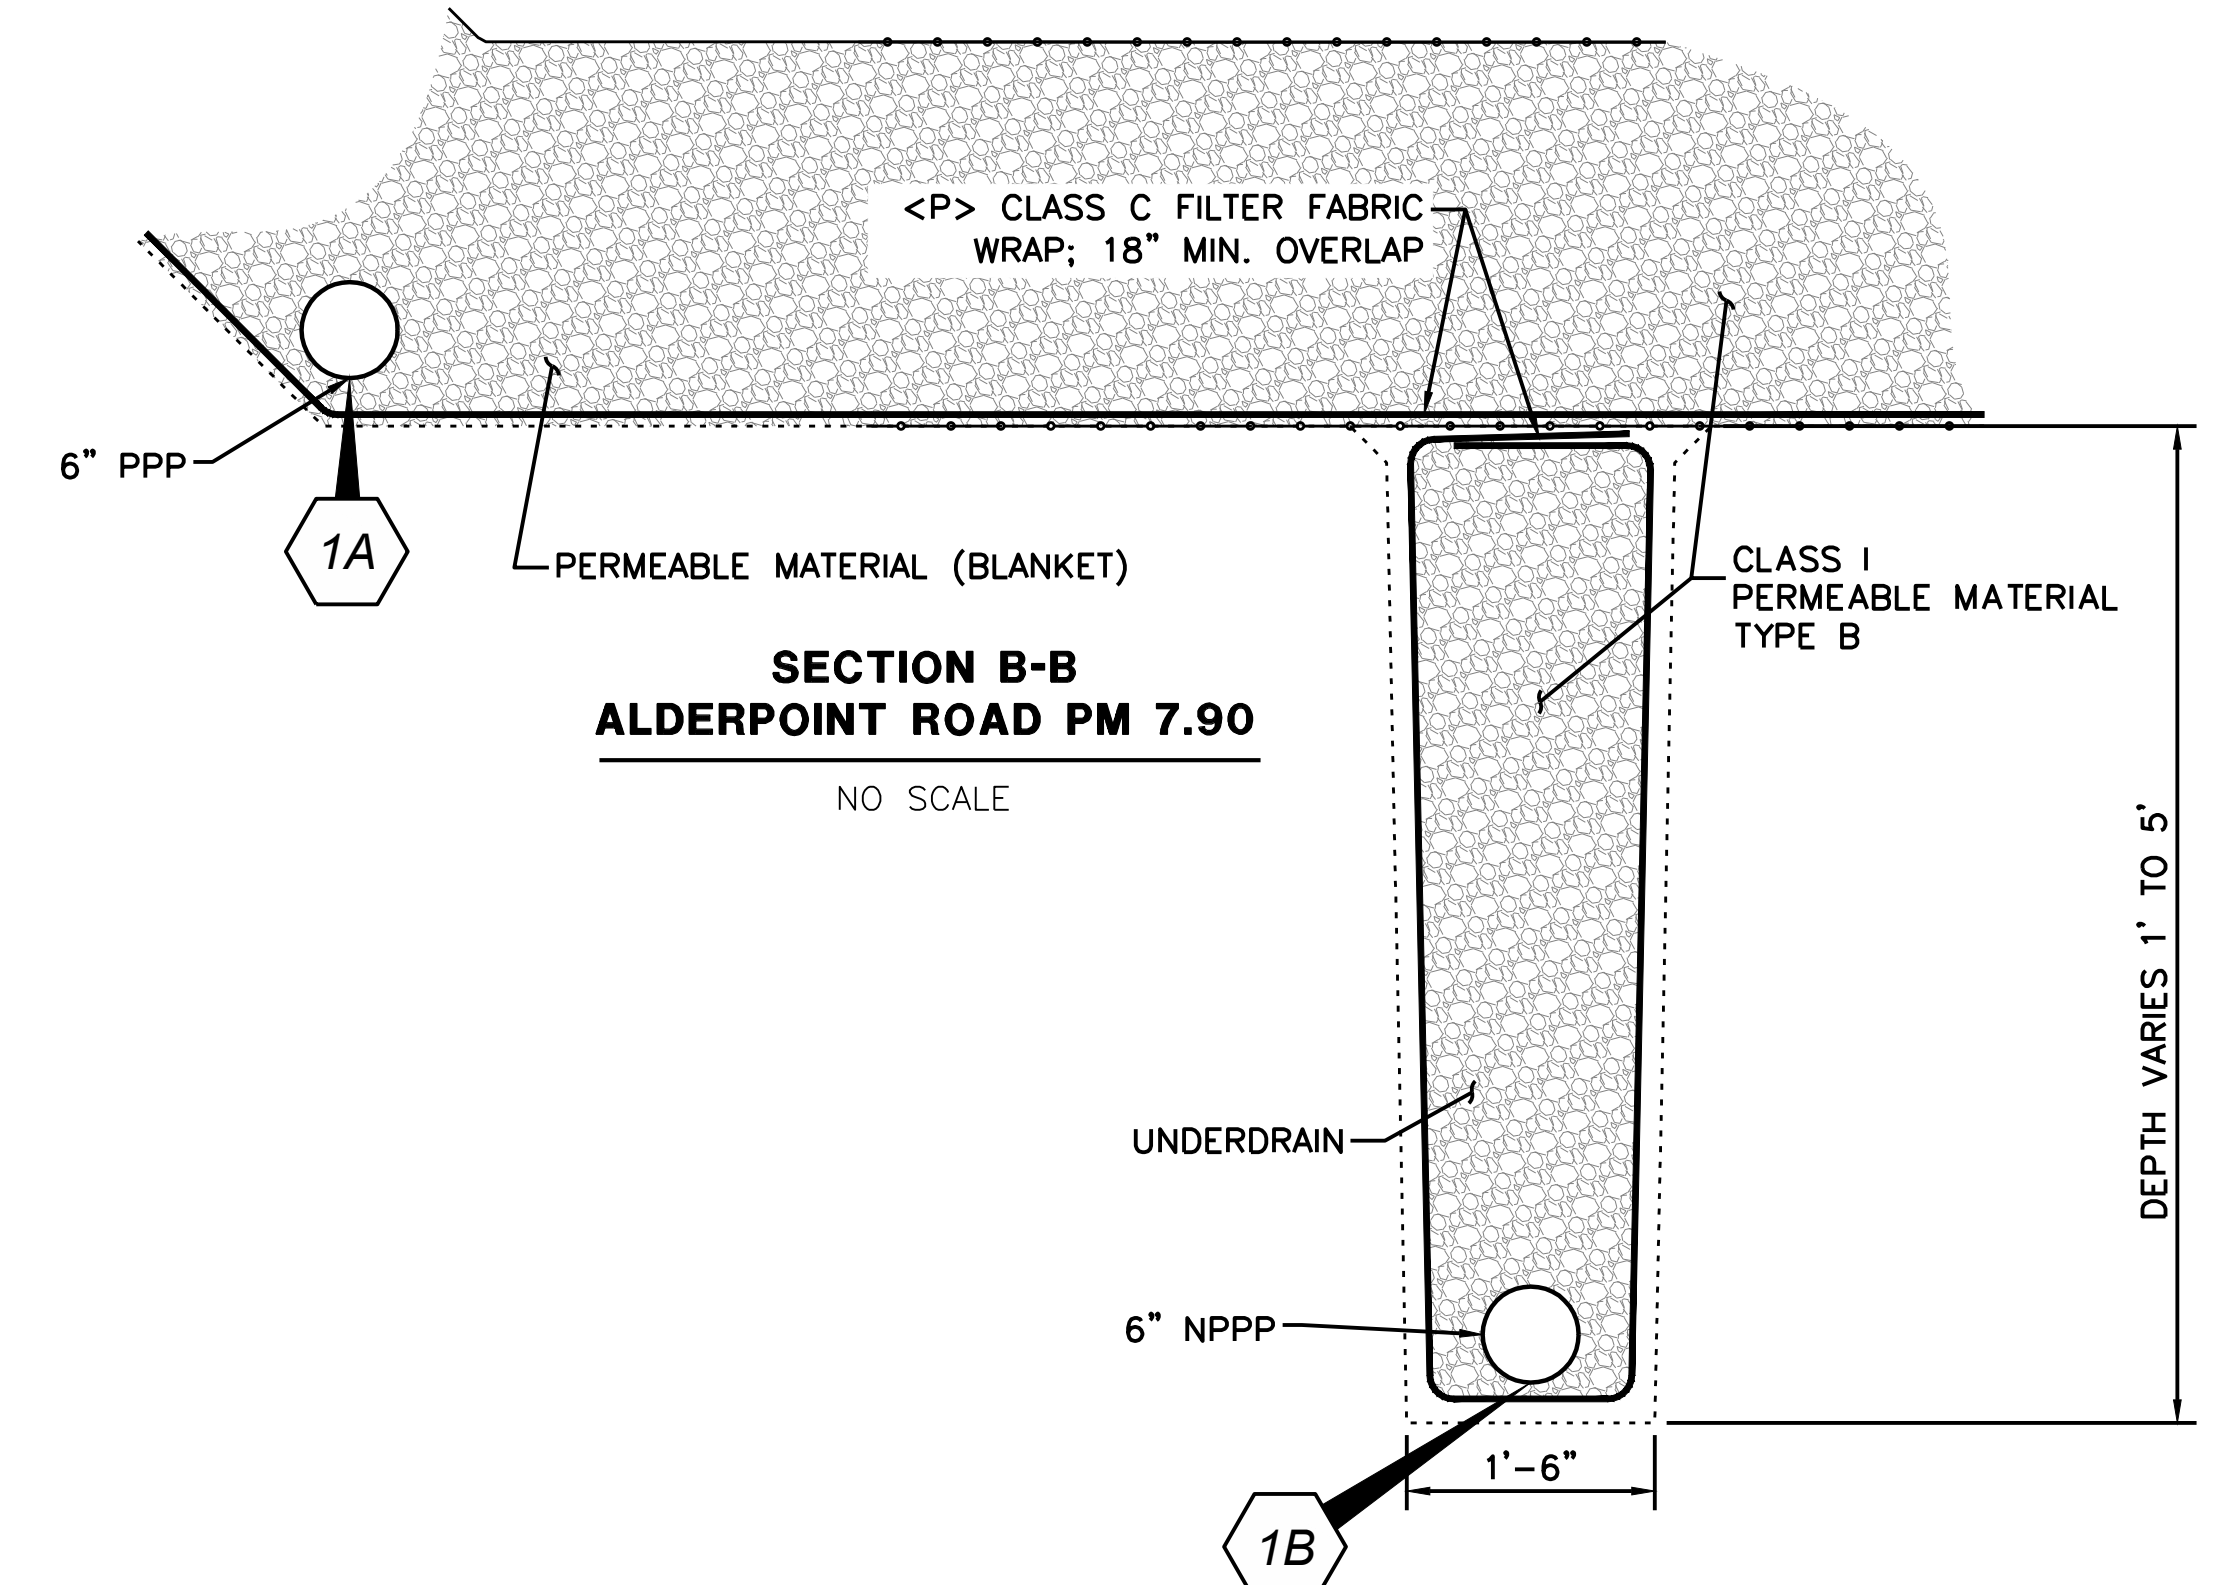 <P> CLASS C FILTER FABRIC
WRAP; 18" MIN. OVERLAP
6" PPP
1A
PERMEABLE MATERIAL (BLANKET)
CLASS I
PERMEABLE MATERIAL
TYPE B
SECTION B-B
ALDERPOINT ROAD PM 7.90
NO SCALE
DEPTH VARIES 1' TO 5'
UNDERDRAIN
6" NPPP
1'-6"
1B